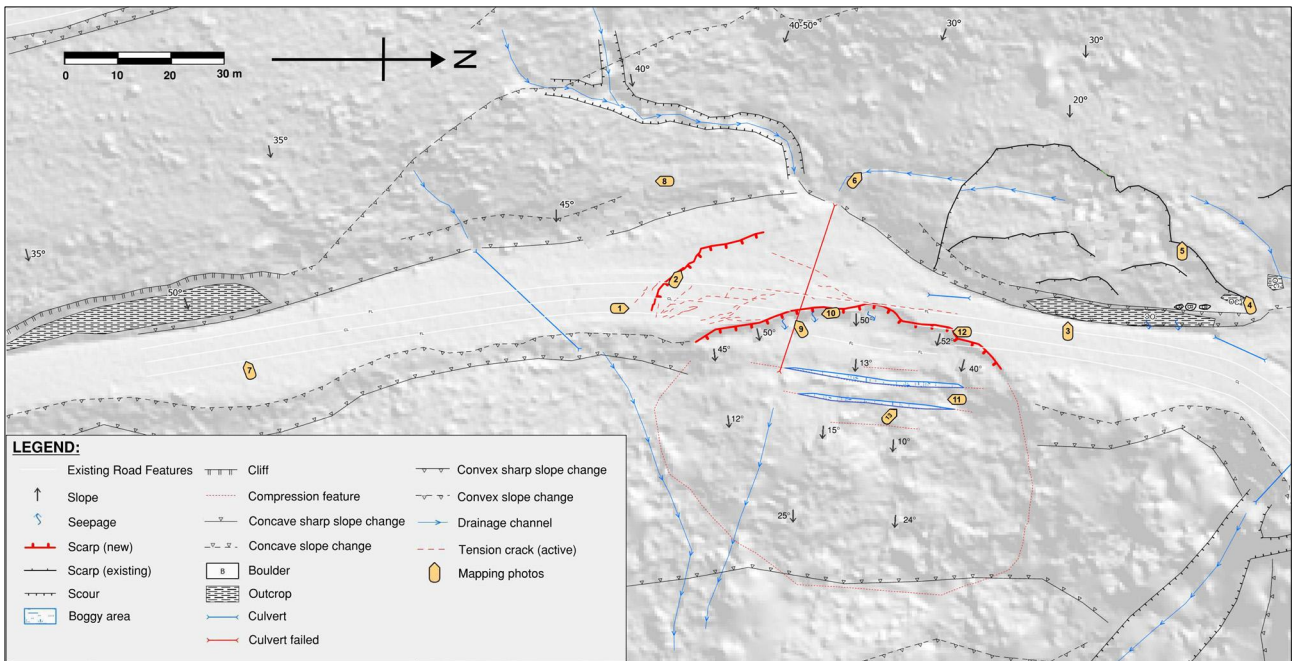 40-50°
30°
30°
0 10 20 30 m
N
40°
20°
35°
8
6
45°
35°
5
2
50°
1
4
10
50°
9
12
3
50°
52°
45°
13°
40°
7
11
13
12°
15°
10°
25°
24°
LEGEND:
Existing Road Features
Slope
Seepage
Scarp (new)
Scarp (existing)
Scour
Boggy area
Cliff
Compression feature
Concave sharp slope change
Concave slope change
B Boulder
Outcrop
Culvert
Culvert failed
Convex sharp slope change
Convex slope change
Drainage channel
Tension crack (active)
Mapping photos